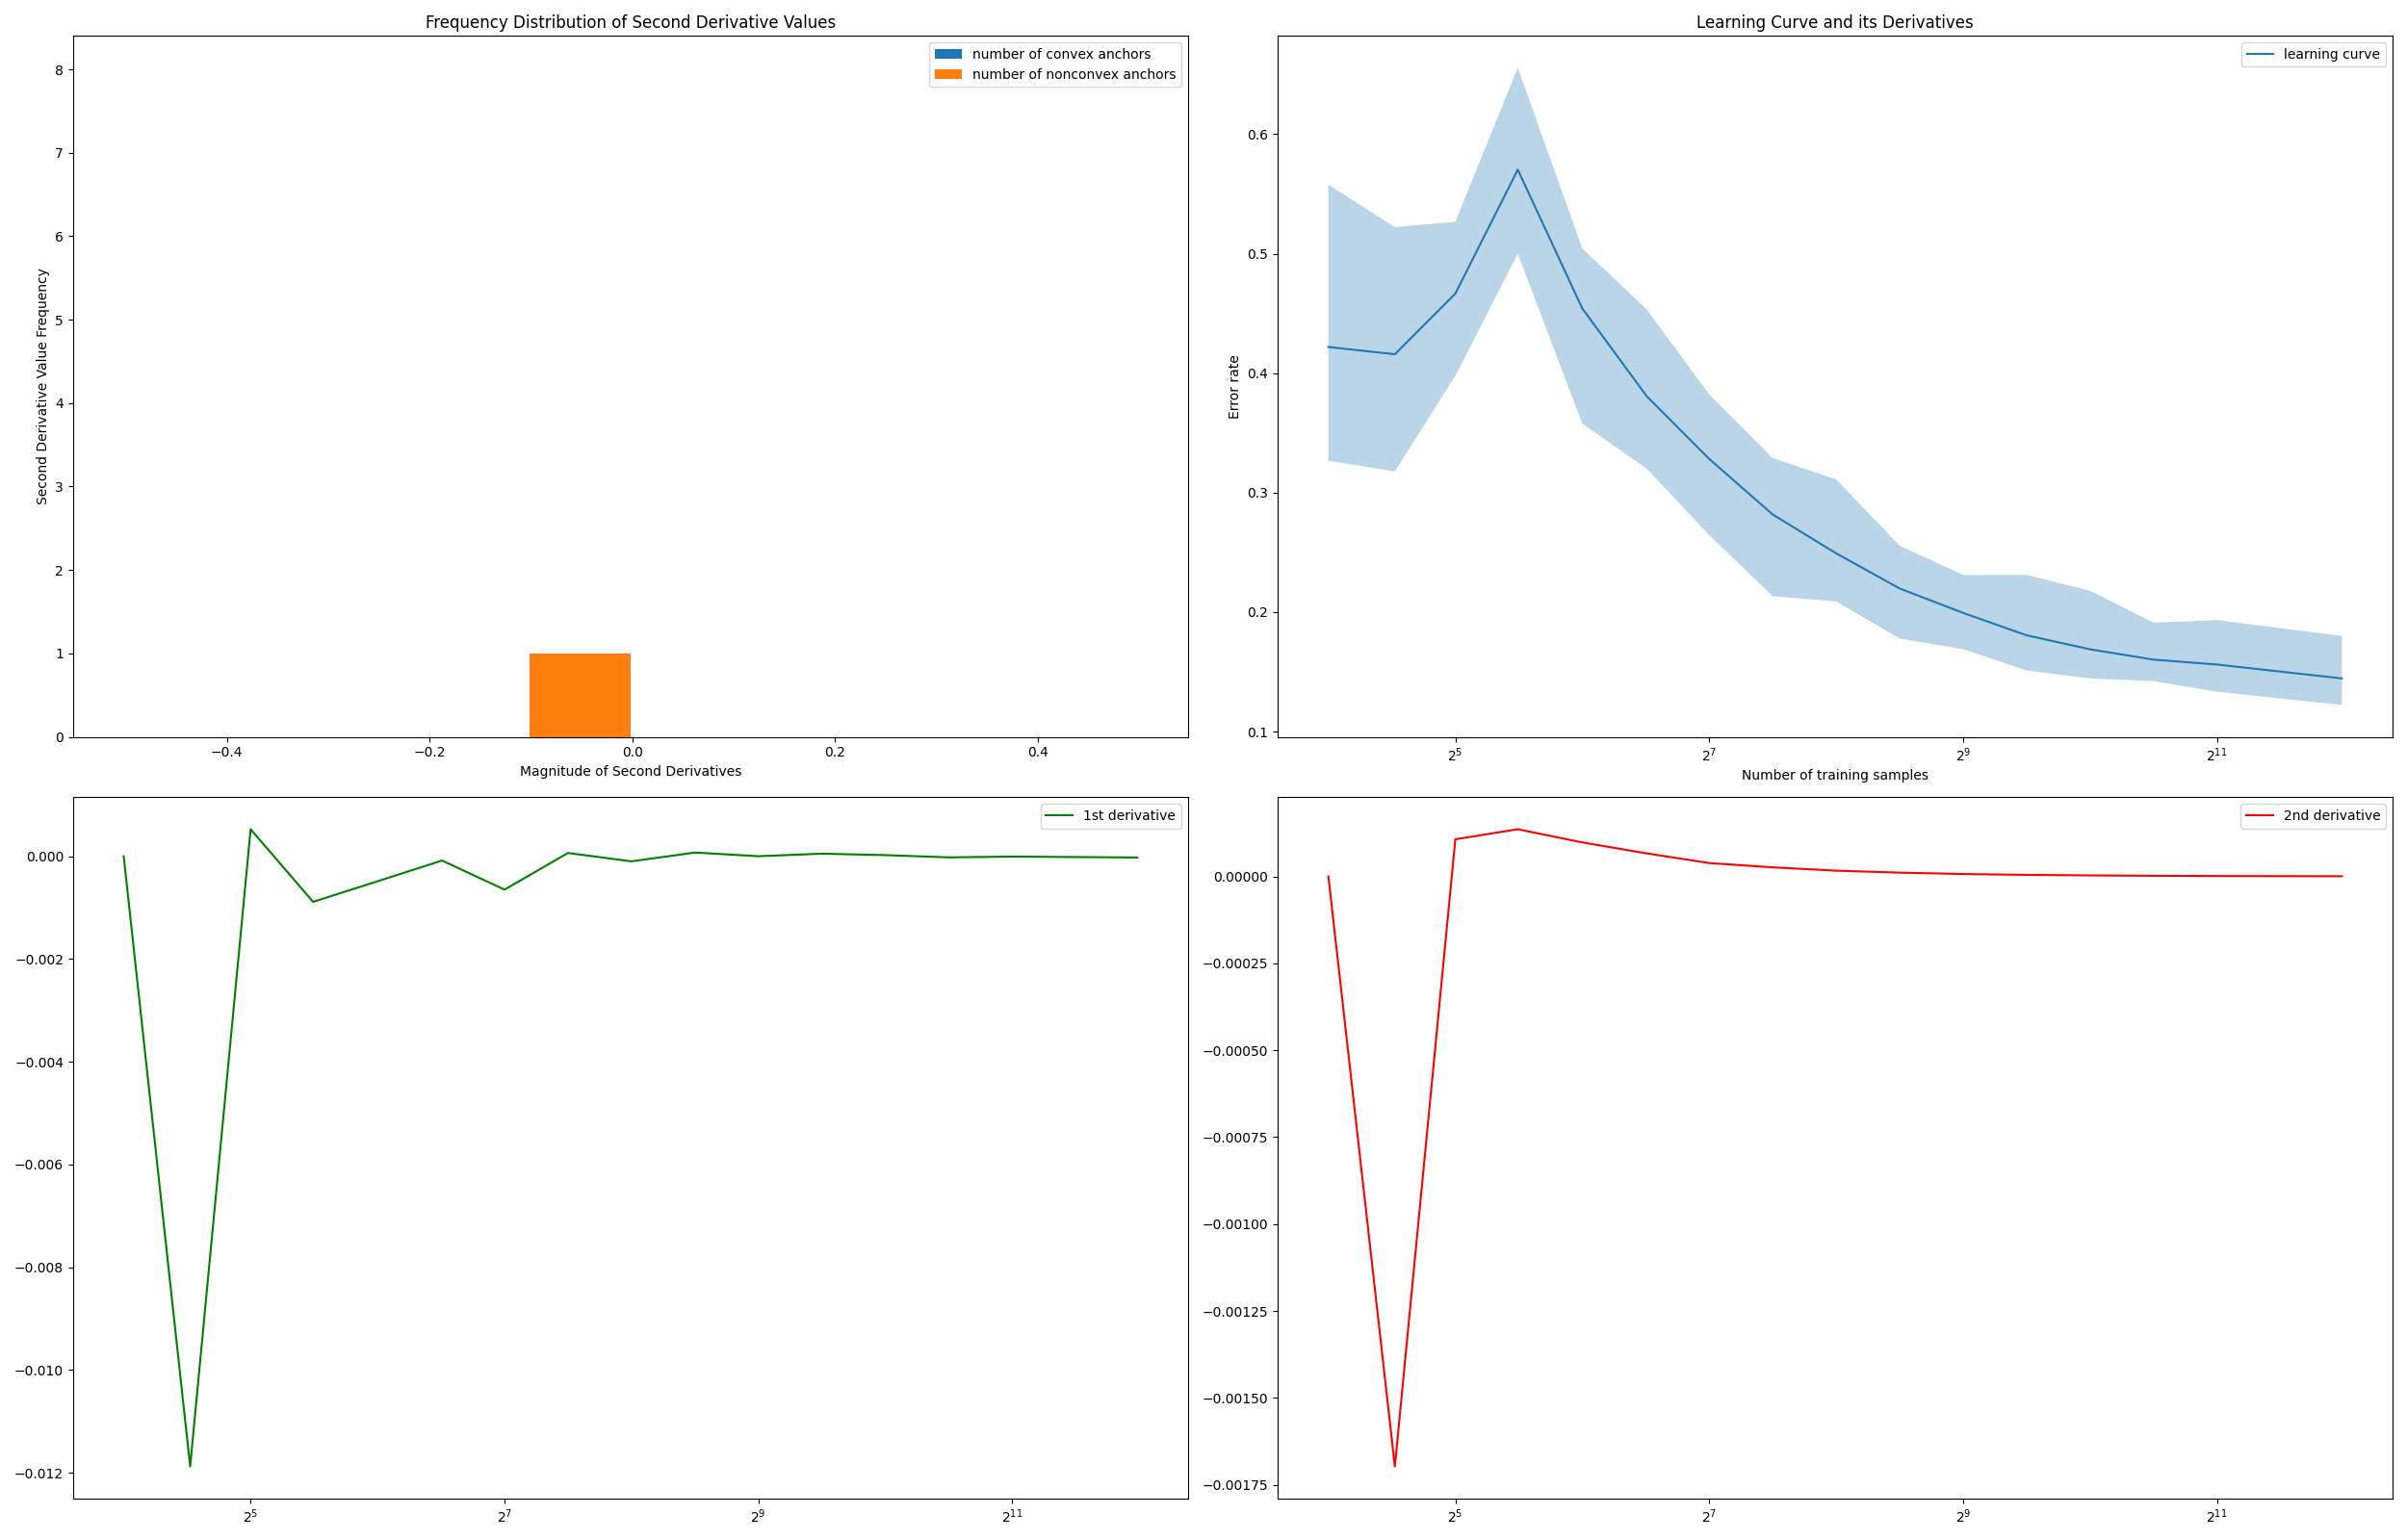 Frequency Distribution of Second Derivative Values
number of convex anchors
number of nonconvex anchors
8
7
6
5
4
3
2
1
0
Second Derivative Value Frequency
−0.4 −0.2 0.0 0.2 0.4
Magnitude of Second Derivatives
Learning Curve and its Derivatives
learning curve
0.6
0.5
0.4
0.3
0.2
0.1
Error rate
2^5 2^7 2^9 2^11
Number of training samples
1st derivative
0.000
−0.002
−0.004
−0.006
−0.008
−0.010
−0.012
2^5 2^7 2^9 2^11
2nd derivative
0.00000
−0.00025
−0.00050
−0.00075
−0.00100
−0.00125
−0.00150
−0.00175
2^5 2^7 2^9 2^11